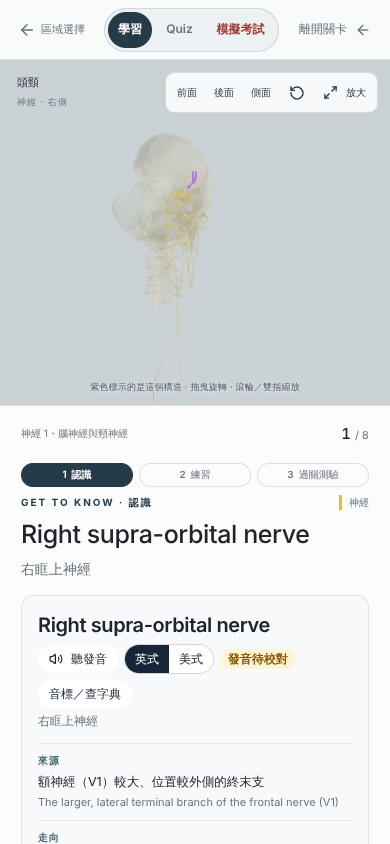 區域選擇
學習
Quiz
模擬考試
離開關卡
頭頸
神經 · 右側
前面
後面
側面
放大
紫色標示的是這個構造 · 拖曳旋轉 · 滾輪／雙指縮放
神經 1 · 腦神經與頸神經
1 / 8
1 認識
2 練習
3 過關測驗
GET TO KNOW · 認識
神經
Right supra-orbital nerve
右眶上神經
Right supra-orbital nerve
聽發音
英式
美式
發音待校對
音標／查字典
右眶上神經
來源
額神經（V1）較大、位置較外側的終末支
The larger, lateral terminal branch of the frontal nerve (V1)
走向